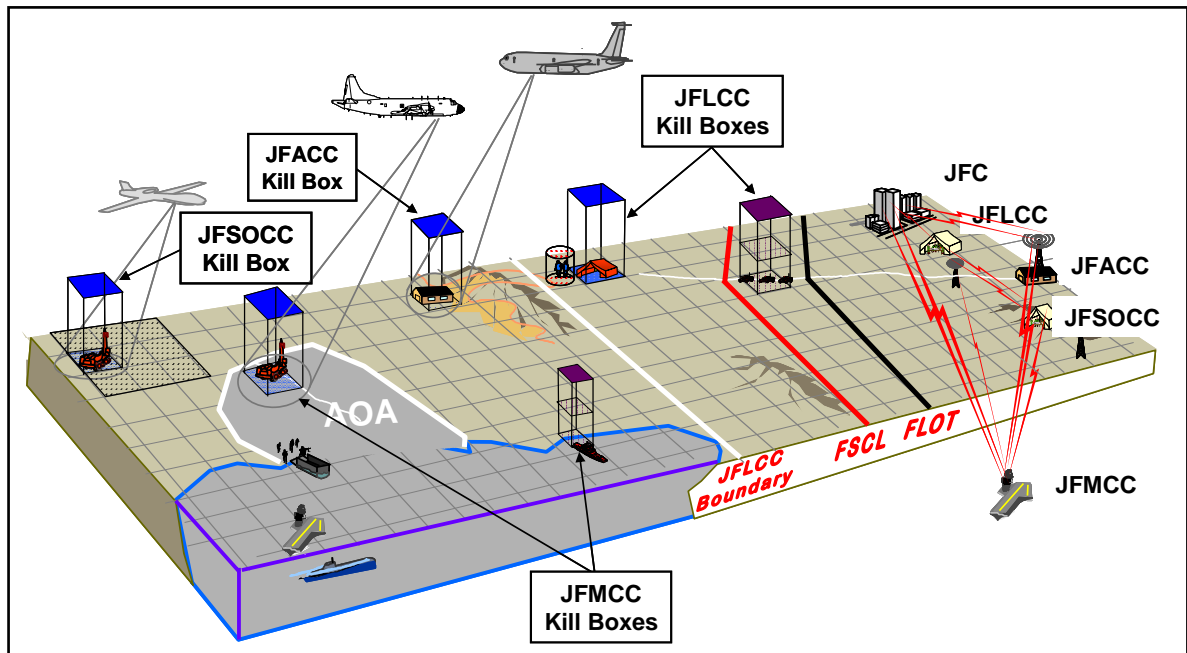 JFLCC
Kill Boxes
JFACC
Kill Box
JFSOCC
Kill Box
JFC
JFLCC
JFACC
JFSOCC
AOA
JFLCC
Boundary
FSCL
FLOT
JFMCC
JFMCC
Kill Boxes